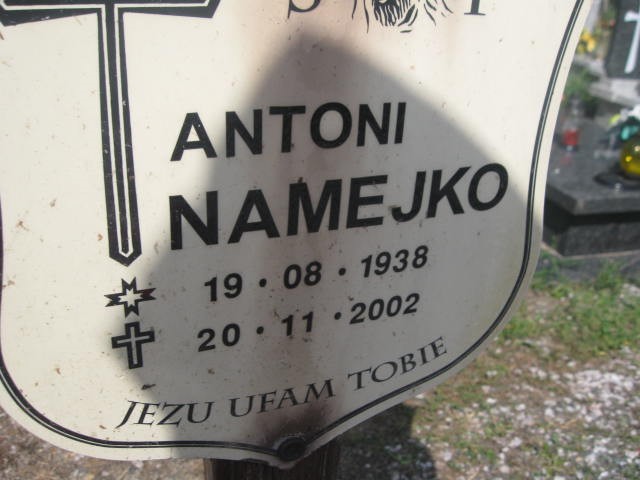 S P
ANTONI
NAMEJKO
19 • 08 • 1938
20 • 11 • 2002
JEZU UFAM TOBIE